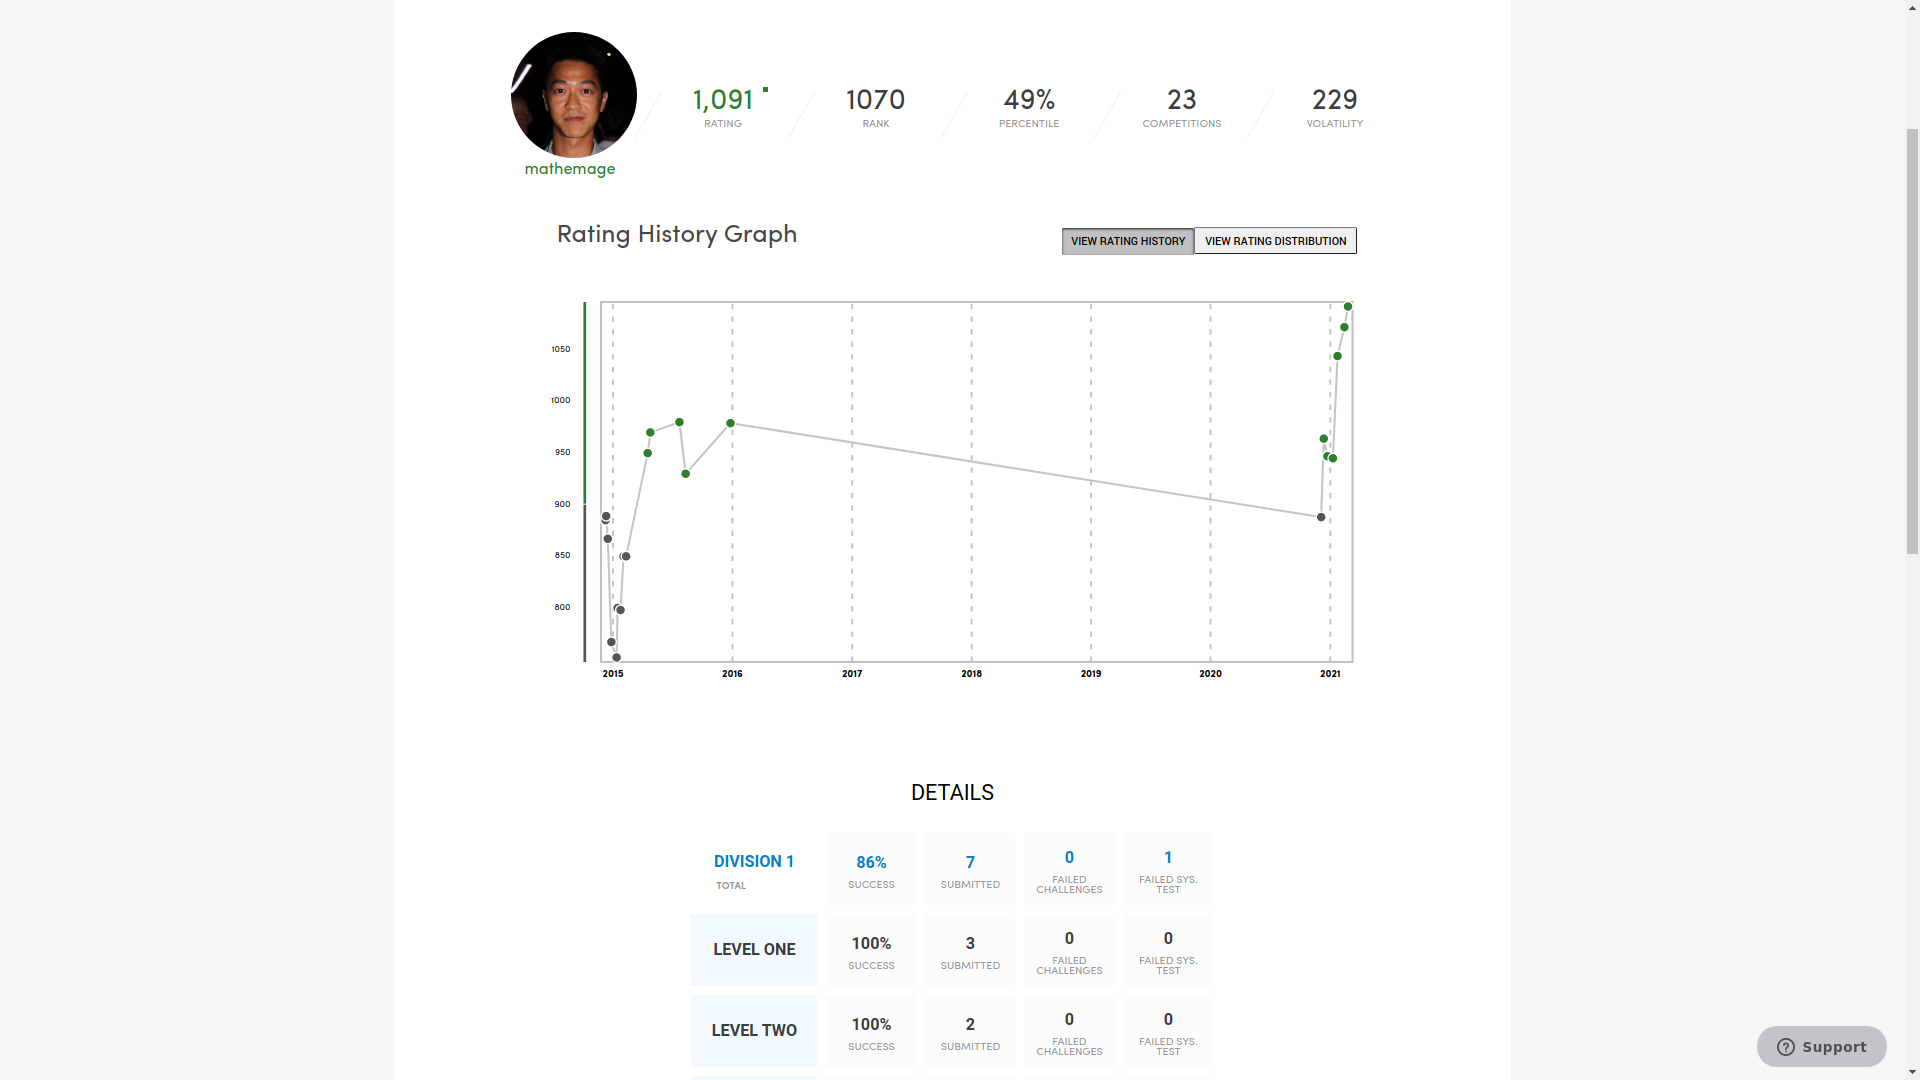 1,091 1070 49% 23 229
RATING RANK PERCENTILE COMPETITIONS VOLATILITY
mathemage
Rating History Graph
VIEW RATING HISTORY VIEW RATING DISTRIBUTION
1050
1000
950
900
850
800
2015 2016 2017 2018 2019 2020 2021
DETAILS
DIVISION 1
TOTAL
86%
SUCCESS
7
SUBMITTED
0
FAILED
CHALLENGES
1
FAILED SYS.
TEST
LEVEL ONE
100%
SUCCESS
3
SUBMITTED
0
FAILED
CHALLENGES
0
FAILED SYS.
TEST
LEVEL TWO
100%
SUCCESS
2
SUBMITTED
0
FAILED
CHALLENGES
0
FAILED SYS.
TEST
Support